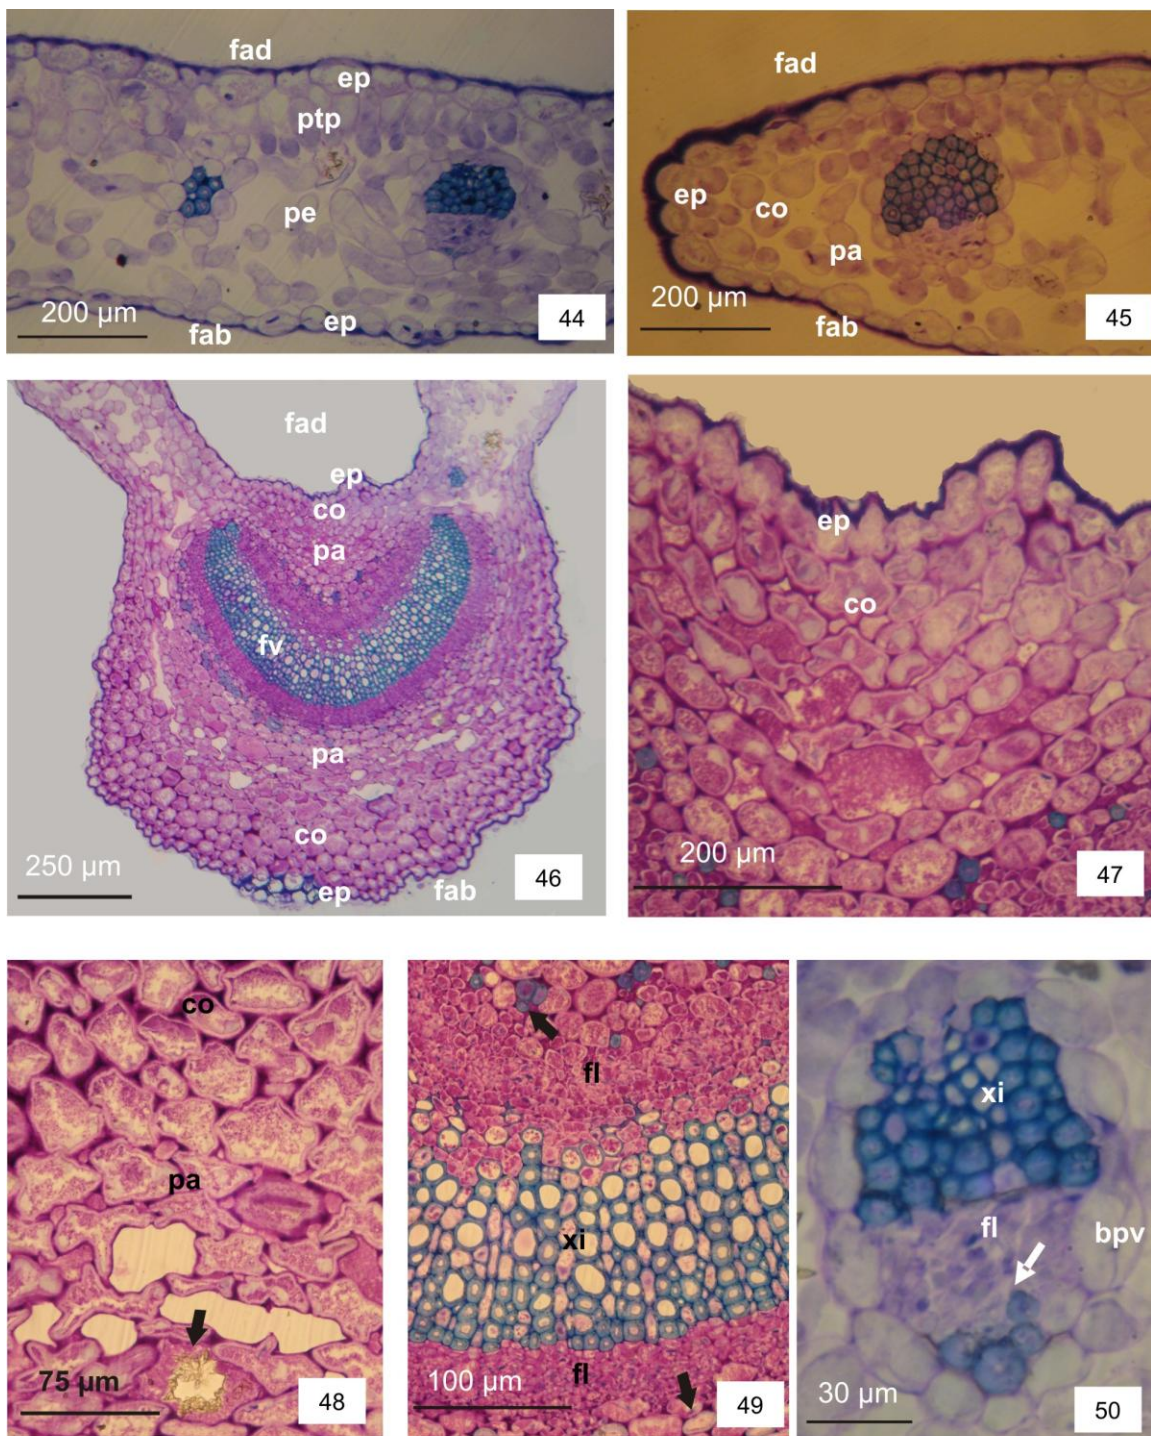 fad
ep
ptp
pe
200 µm
fab
ep
44
fad
ep
co
pa
200 µm
fab
45
fad
ep
co
pa
fv
pa
co
250 µm
ep
fab
46
ep
co
200 µm
47
co
pa
75 µm
48
fl
xi
fl
100 µm
49
xi
fl
bpv
30 µm
50